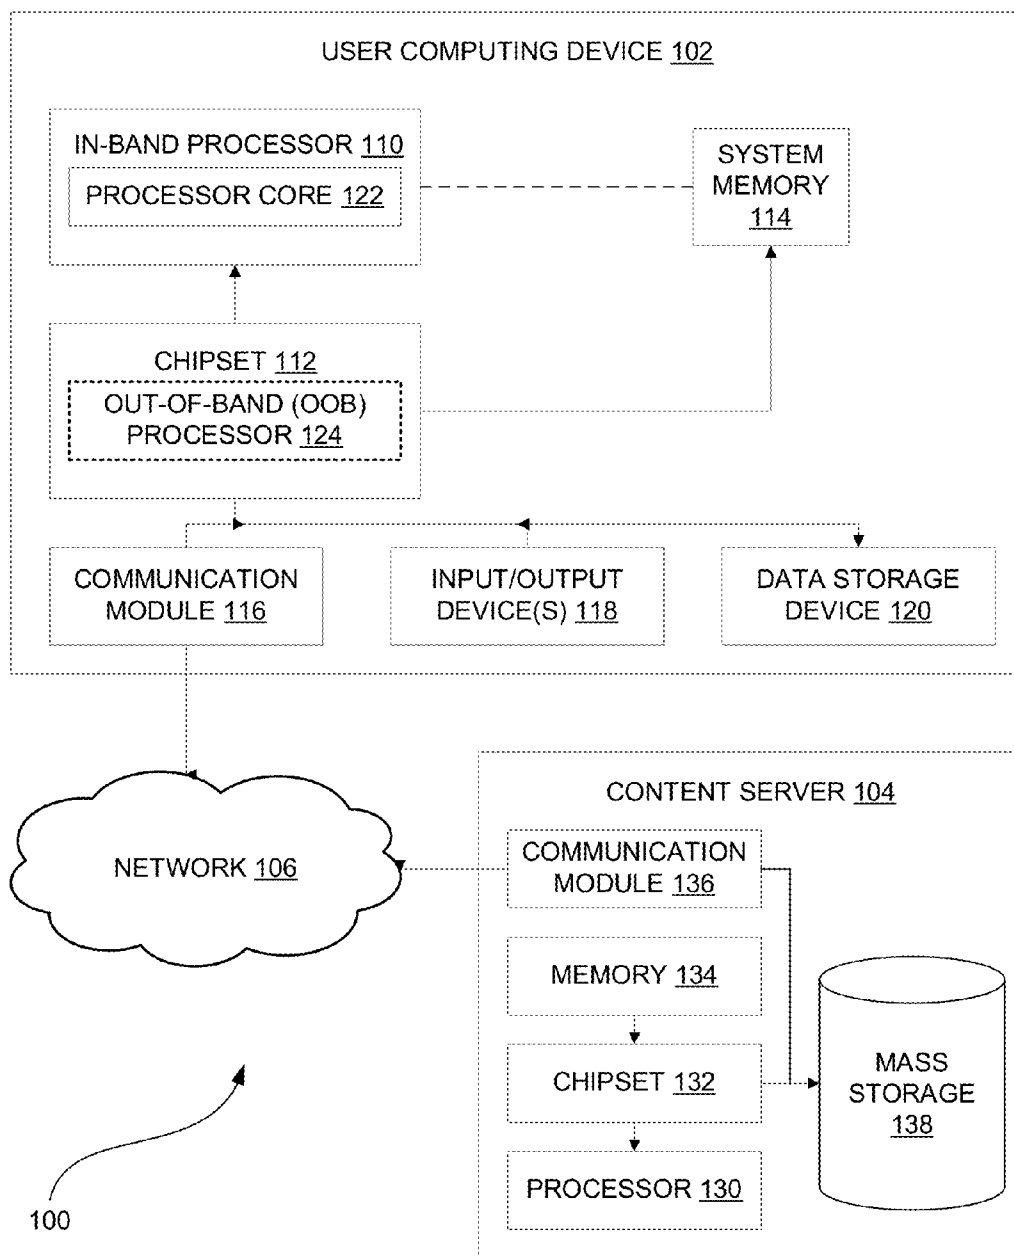 USER COMPUTING DEVICE 102
IN-BAND PROCESSOR 110
PROCESSOR CORE 122
SYSTEM
MEMORY
114
CHIPSET 112
OUT-OF-BAND (OOB)
PROCESSOR 124
COMMUNICATION
MODULE 116
INPUT/OUTPUT
DEVICE(S) 118
DATA STORAGE
DEVICE 120
NETWORK 106
CONTENT SERVER 104
COMMUNICATION
MODULE 136
MEMORY 134
CHIPSET 132
PROCESSOR 130
MASS
STORAGE
138
100